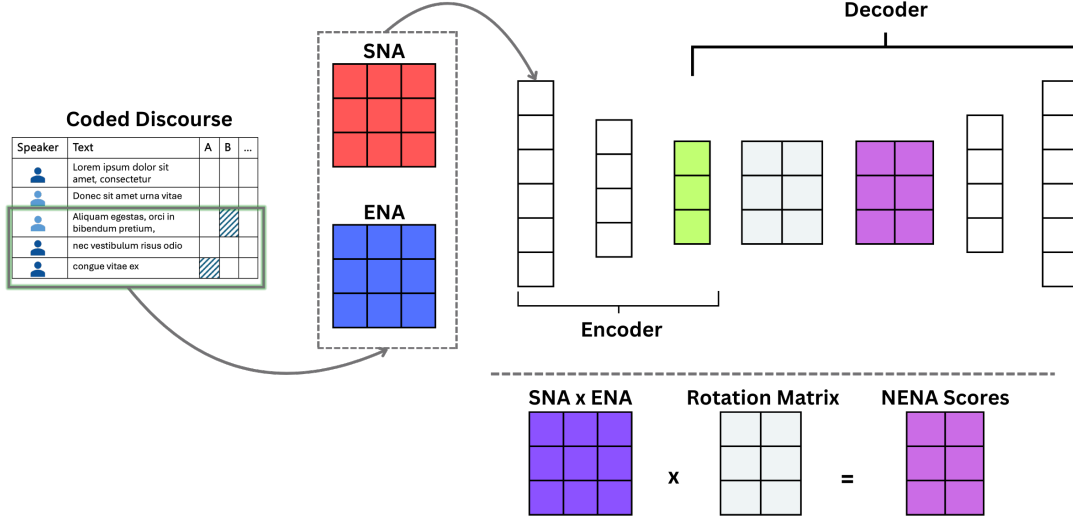 Coded Discourse
Speaker Text A B ...
Lorem ipsum dolor sit
amet, consectetur
Donec sit amet urna vitae
Aliquam egestas, orci in
bibendum pretium,
nec vestibulum risus odio
congue vitae ex
SNA
ENA
Decoder
Encoder
SNA x ENA
Rotation Matrix
NENA Scores
x
=